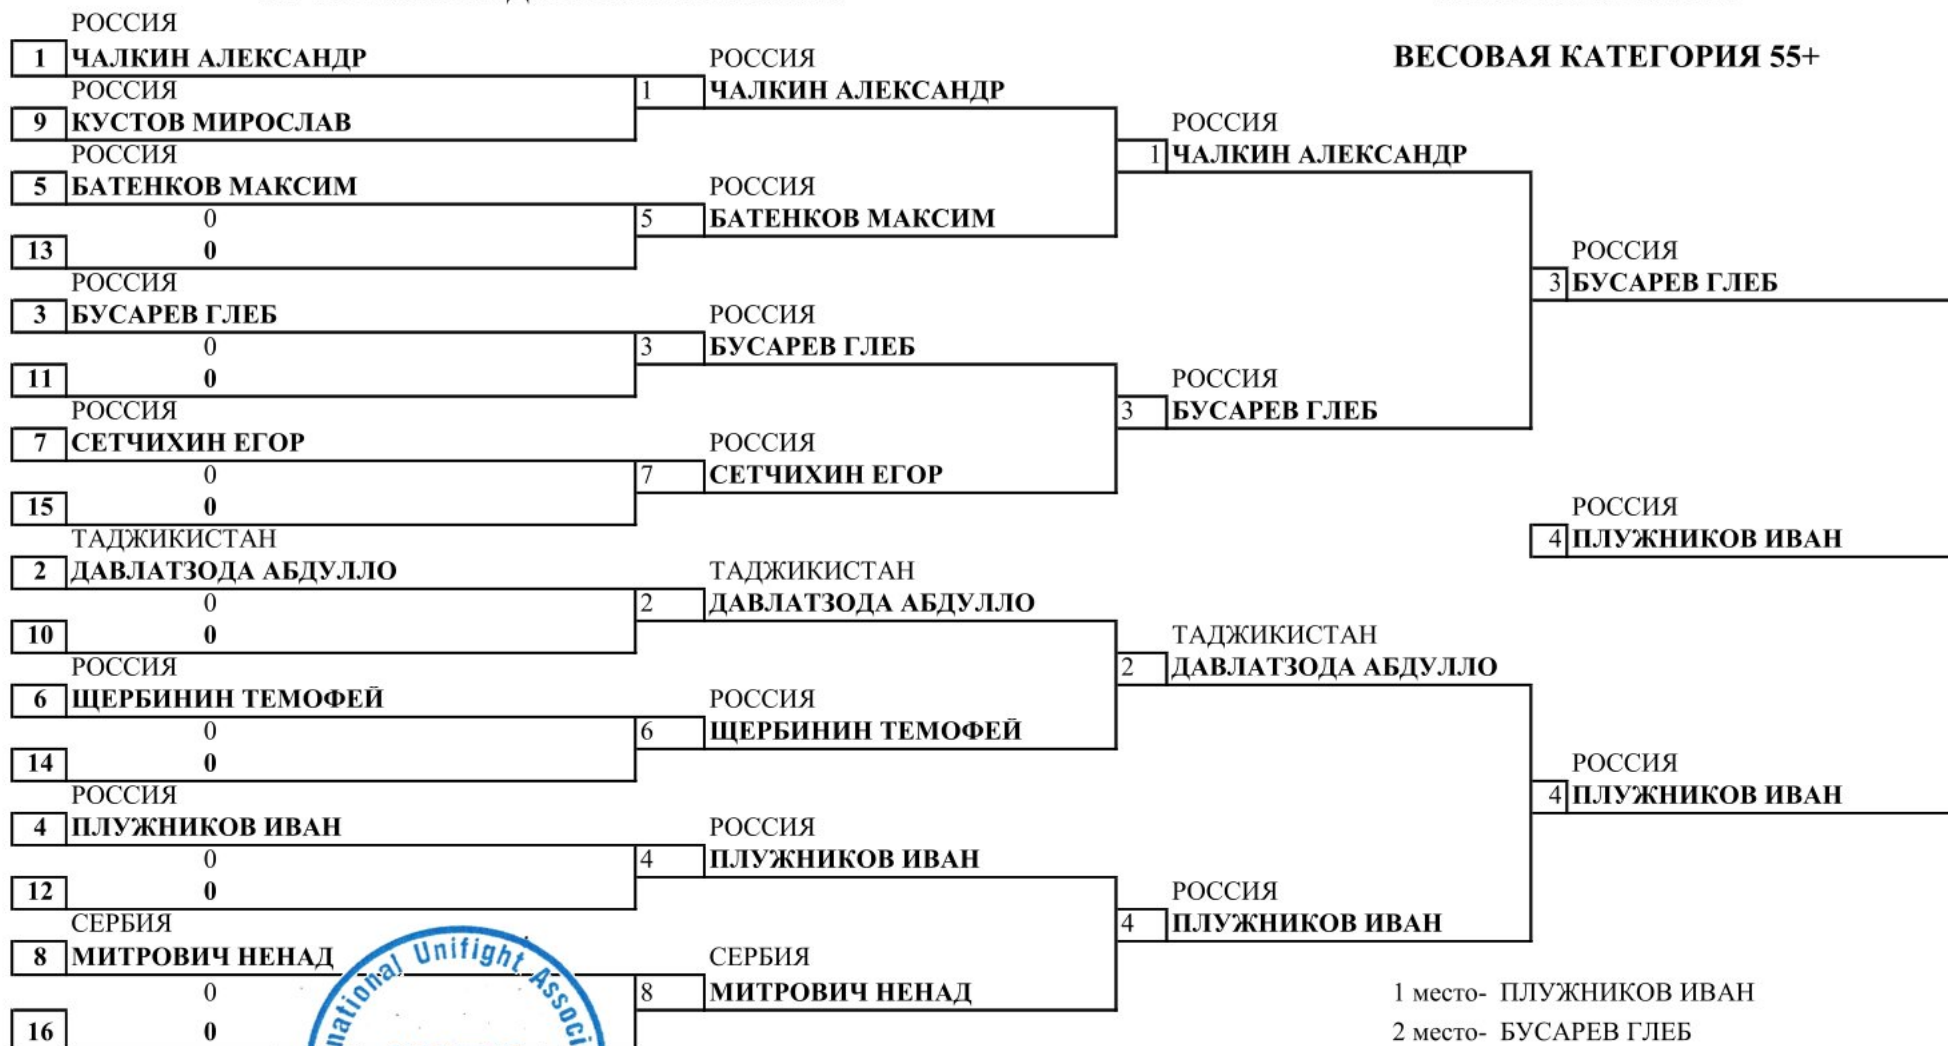 РОССИЯ
1 ЧАЛКИН АЛЕКСАНДР
РОССИЯ
9 КУСТОВ МИРОСЛАВ
РОССИЯ
5 БАТЕНКОВ МАКСИМ
0
13 0
РОССИЯ
3 БУСАРЕВ ГЛЕБ
0
11 0
РОССИЯ
7 СЕТЧИХИН ЕГОР
0
15 0
ТАДЖИКИСТАН
2 ДАВЛАТЗОДА АБДУЛЛО
0
10 0
РОССИЯ
6 ЩЕРБИНИН ТЕМОФЕЙ
0
14 0
РОССИЯ
4 ПЛУЖНИКОВ ИВАН
0
12 0
СЕРБИЯ
8 МИТРОВИЧ НЕНАД
0
16 0
РОССИЯ
1 ЧАЛКИН АЛЕКСАНДР
РОССИЯ
5 БАТЕНКОВ МАКСИМ
РОССИЯ
3 БУСАРЕВ ГЛЕБ
РОССИЯ
7 СЕТЧИХИН ЕГОР
ТАДЖИКИСТАН
2 ДАВЛАТЗОДА АБДУЛЛО
РОССИЯ
6 ЩЕРБИНИН ТЕМОФЕЙ
РОССИЯ
4 ПЛУЖНИКОВ ИВАН
СЕРБИЯ
8 МИТРОВИЧ НЕНАД
ВЕСОВАЯ КАТЕГОРИЯ 55+
РОССИЯ
1 ЧАЛКИН АЛЕКСАНДР
РОССИЯ
3 БУСАРЕВ ГЛЕБ
ТАДЖИКИСТАН
2 ДАВЛАТЗОДА АБДУЛЛО
РОССИЯ
4 ПЛУЖНИКОВ ИВАН
РОССИЯ
3 БУСАРЕВ ГЛЕБ
РОССИЯ
4 ПЛУЖНИКОВ ИВАН
РОССИЯ
4 ПЛУЖНИКОВ ИВАН
1 место- ПЛУЖНИКОВ ИВАН
2 место- БУСАРЕВ ГЛЕБ
national Unifight Associ